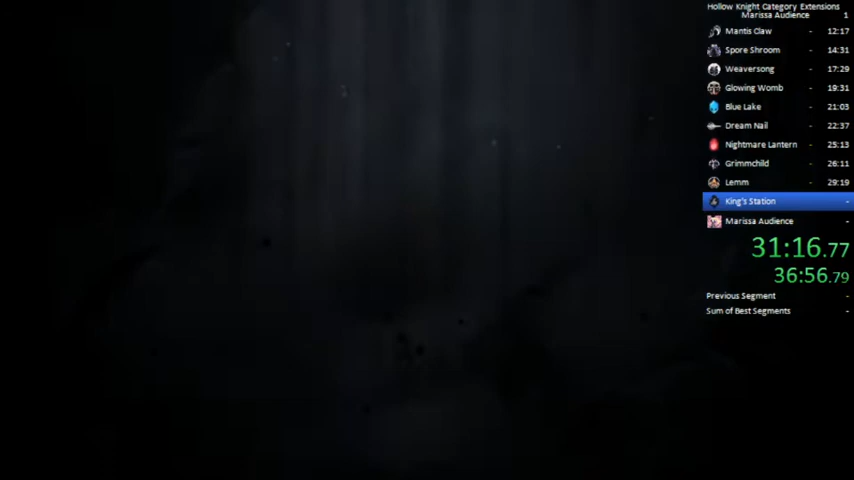 Hollow Knight Category Extensions
Marissa Audience 1
Mantis Claw - 12:17
Spore Shroom - 14:31
Weaversong - 17:29
Glowing Womb - 19:31
Blue Lake - 21:03
Dream Nail - 22:37
Nightmare Lantern - 25:13
Grimmchild - 26:11
Lemm - 29:19
King's Station -
Marissa Audience -
31:16.77
36:56.79
Previous Segment -
Sum of Best Segments -